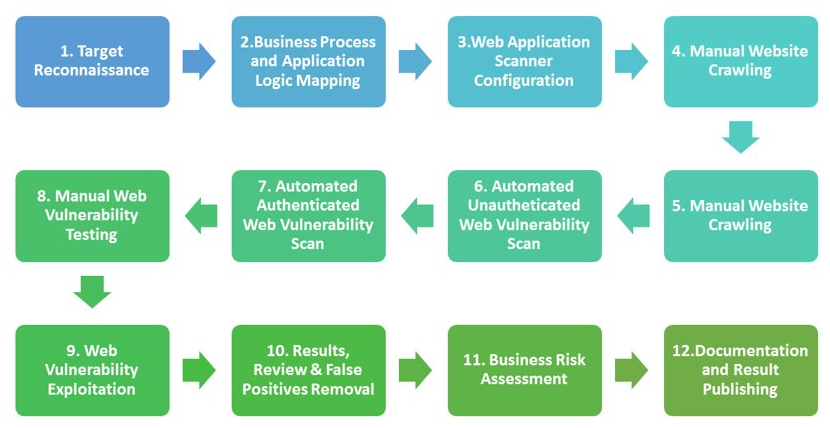 1. Target
Reconnaissance
2.Business Process
and Application
Logic Mapping
3.Web Application
Scanner
Configuration
4. Manual Website
Crawling
5. Manual Website
Crawling
6. Automated
Unautheticated
Web Vulnerability
Scan
7. Automated
Authenticated
Web Vulnerability
Scan
8. Manual Web
Vulnerability
Testing
9. Web
Vulnerability
Exploitation
10. Results,
Review & False
Positives Removal
11. Business Risk
Assessment
12.Documentation
and Result
Publishing